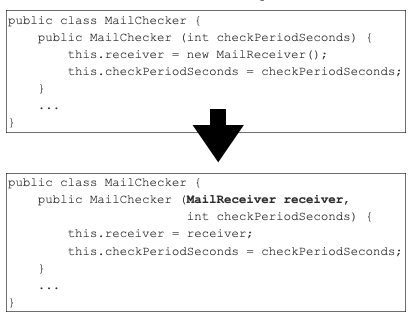 public class MailChecker {
    public MailChecker (int checkPeriodSeconds) {
        this.receiver = new MailReceiver();
        this.checkPeriodSeconds = checkPeriodSeconds;
    }
    ...
}
public class MailChecker {
    public MailChecker (MailReceiver receiver,
                        int checkPeriodSeconds) {
        this.receiver = receiver;
        this.checkPeriodSeconds = checkPeriodSeconds;
    }
    ...
}